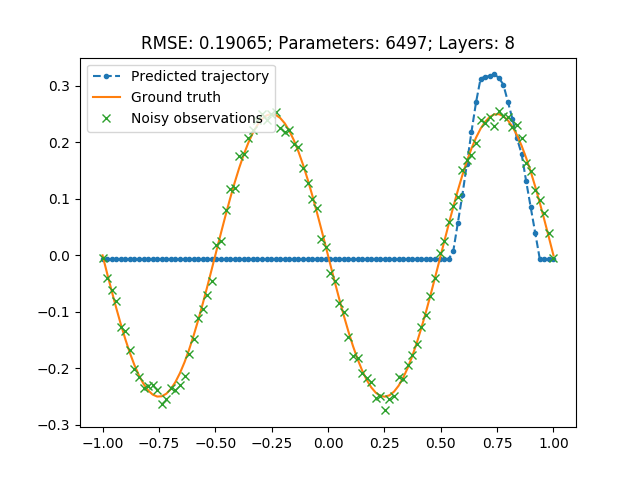 RMSE: 0.19065; Parameters: 6497; Layers: 8
Predicted trajectory
Ground truth
Noisy observations
0.3
0.2
0.1
0.0
−0.1
−0.2
−0.3
−1.00 −0.75 −0.50 −0.25 0.00 0.25 0.50 0.75 1.00